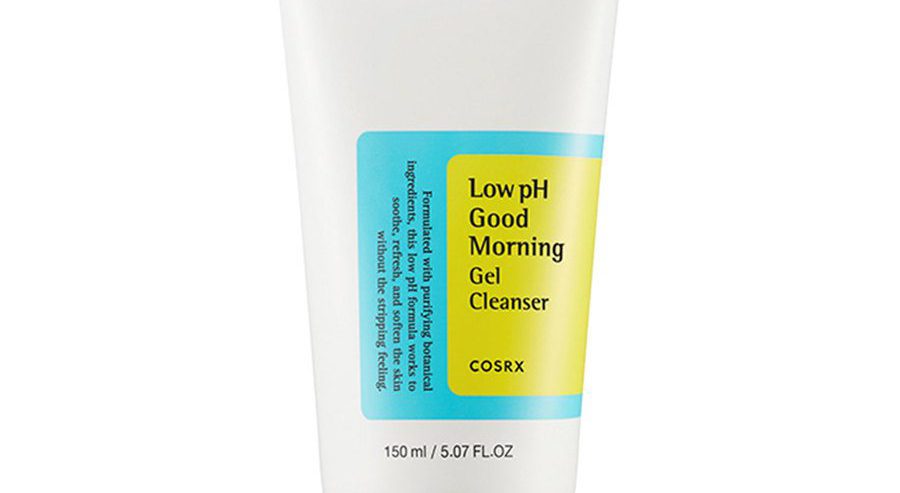 Low pH
Good
Morning
Gel
Cleanser
COSRX
Formulated with purifying botanical
ingredients, this low pH formula works to
soothe, refresh, and soften the skin
without the stripping feeling.
150 ml / 5.07 FL.OZ